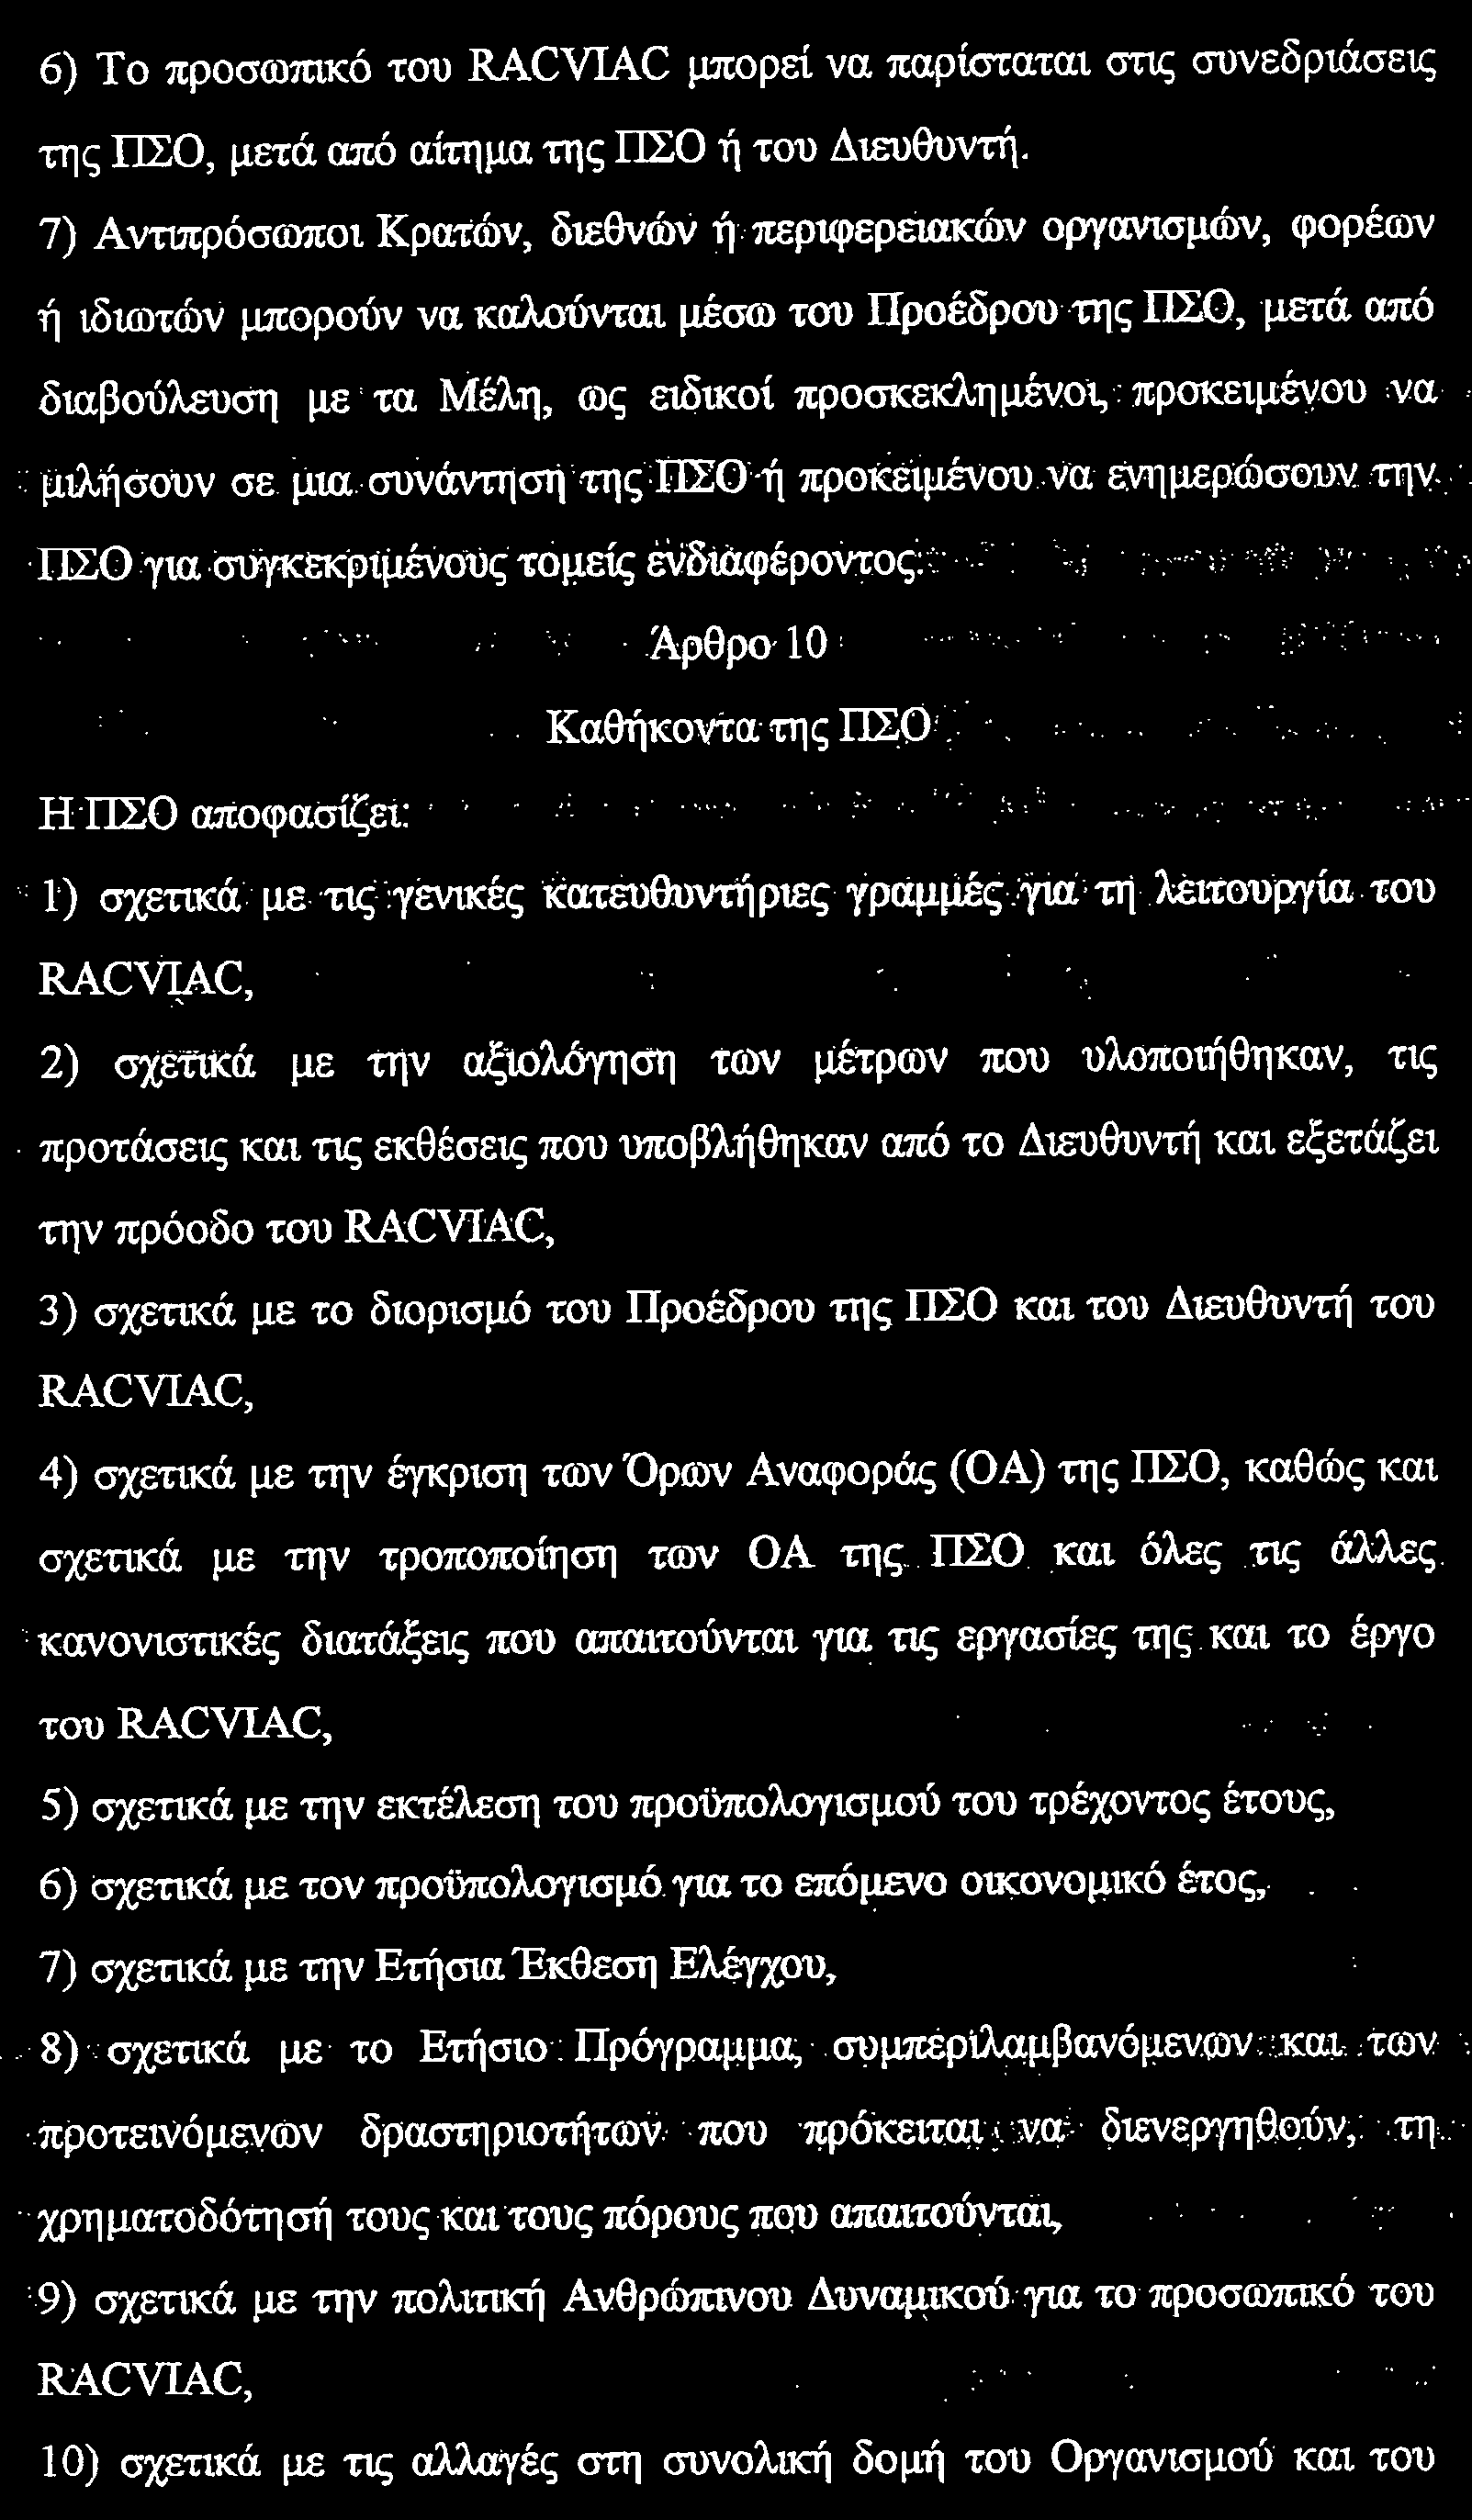 6) Το προσωπικό του RACVIAC μπορεί να παρίσταται στις συνεδριάσεις
της ΠΣΟ, μετά από αίτημα της ΠΣΟ ή του Διευθυντή.
7) Αντιπρόσωποι Κρατών, διεθνών ή περιφερειακών οργανισμών, φορέων
ή ιδιωτών μπορούν να καλούνται μέσω του Προέδρου της ΠΣΟ, μετά από
διαβούλευση με τα Μέλη, ως ειδικοί προσκεκλημένοι, προκειμένου να
μιλήσουν σε μια συνάντηση της ΠΣΟ ή προκειμένου να ενημερώσουν την
ΠΣΟ για συγκεκριμένους τομείς ενδιαφέροντος.
Άρθρο 10
Καθήκοντα της ΠΣΟ
Η ΠΣΟ αποφασίζει:
1) σχετικά με τις γενικές κατευθυντήριες γραμμές για τη λειτουργία του
RACVIAC,
2) σχετικά με την αξιολόγηση των μέτρων που υλοποιήθηκαν, τις
προτάσεις και τις εκθέσεις που υποβλήθηκαν από το Διευθυντή και εξετάζει
την πρόοδο του RACVIAC,
3) σχετικά με το διορισμό του Προέδρου της ΠΣΟ και του Διευθυντή του
RACVIAC,
4) σχετικά με την έγκριση των Όρων Αναφοράς (ΟΑ) της ΠΣΟ, καθώς και
σχετικά με την τροποποίηση των ΟΑ της ΠΣΟ και όλες τις άλλες
κανονιστικές διατάξεις που απαιτούνται για τις εργασίες της και το έργο
του RACVIAC,
5) σχετικά με την εκτέλεση του προϋπολογισμού του τρέχοντος έτους,
6) σχετικά με τον προϋπολογισμό για το επόμενο οικονομικό έτος,
7) σχετικά με την Ετήσια Έκθεση Ελέγχου,
8) σχετικά με το Ετήσιο Πρόγραμμα, συμπεριλαμβανόμενων και των
προτεινόμενων δραστηριοτήτων που πρόκειται να διενεργηθούν, τη
χρηματοδότησή τους και τους πόρους που απαιτούνται,
9) σχετικά με την πολιτική Ανθρώπινου Δυναμικού για το προσωπικό του
RACVIAC,
10) σχετικά με τις αλλαγές στη συνολική δομή του Οργανισμού και του